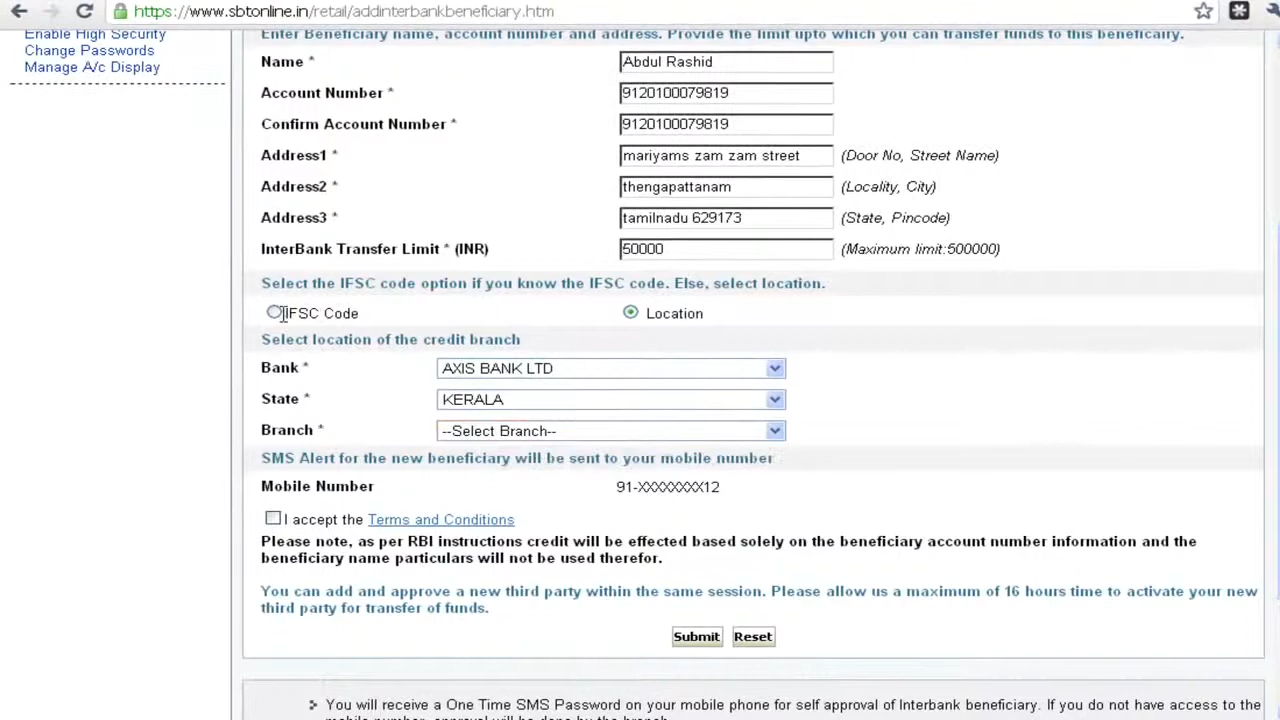 https://www.sbtonline.in/retail/addinterbankbeneficiary.htm
Enable High Security
Change Passwords
Manage A/c Display
Enter Beneficiary name, account number and address. Provide the limit upto which you can transfer funds to this beneficiary.
Name * Abdul Rashid
Account Number * 9120100079819
Confirm Account Number * 9120100079819
Address1 * mariyams zam zam street (Door No, Street Name)
Address2 * thengapattanam (Locality, City)
Address3 * tamilnadu 629173 (State, Pincode)
InterBank Transfer Limit * (INR) 50000 (Maximum limit:500000)
Select the IFSC code option if you know the IFSC code. Else, select location.
IFSC Code Location
Select location of the credit branch
Bank * AXIS BANK LTD
State * KERALA
Branch * --Select Branch--
SMS Alert for the new beneficiary will be sent to your mobile number
Mobile Number 91-XXXXXXXX12
I accept the Terms and Conditions
Please note, as per RBI instructions credit will be effected based solely on the beneficiary account number information and the
beneficiary name particulars will not be used therefor.
You can add and approve a new third party within the same session. Please allow us a maximum of 16 hours time to activate your new
third party for transfer of funds.
Submit Reset
You will receive a One Time SMS Password on your mobile phone for self approval of Interbank beneficiary. If you do not have access to the
mobile number, approval will be done by the branch.